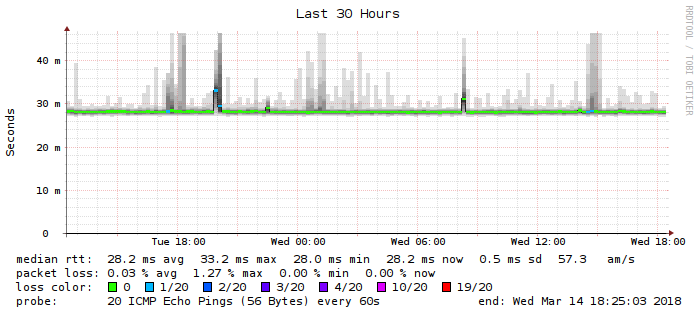 Last 30 Hours
RRDTOOL / TOBI OETIKER
Seconds
40 m
30 m
20 m
10 m
0
Tue 18:00 Wed 00:00 Wed 06:00 Wed 12:00 Wed 18:00
median rtt: 28.2 ms avg 33.2 ms max 28.0 ms min 28.2 ms now 0.5 ms sd 57.3 am/s
packet loss: 0.03 % avg 1.27 % max 0.00 % min 0.00 % now
loss color: 0 1/20 2/20 3/20 4/20 10/20 19/20
probe: 20 ICMP Echo Pings (56 Bytes) every 60s end: Wed Mar 14 18:25:03 2018